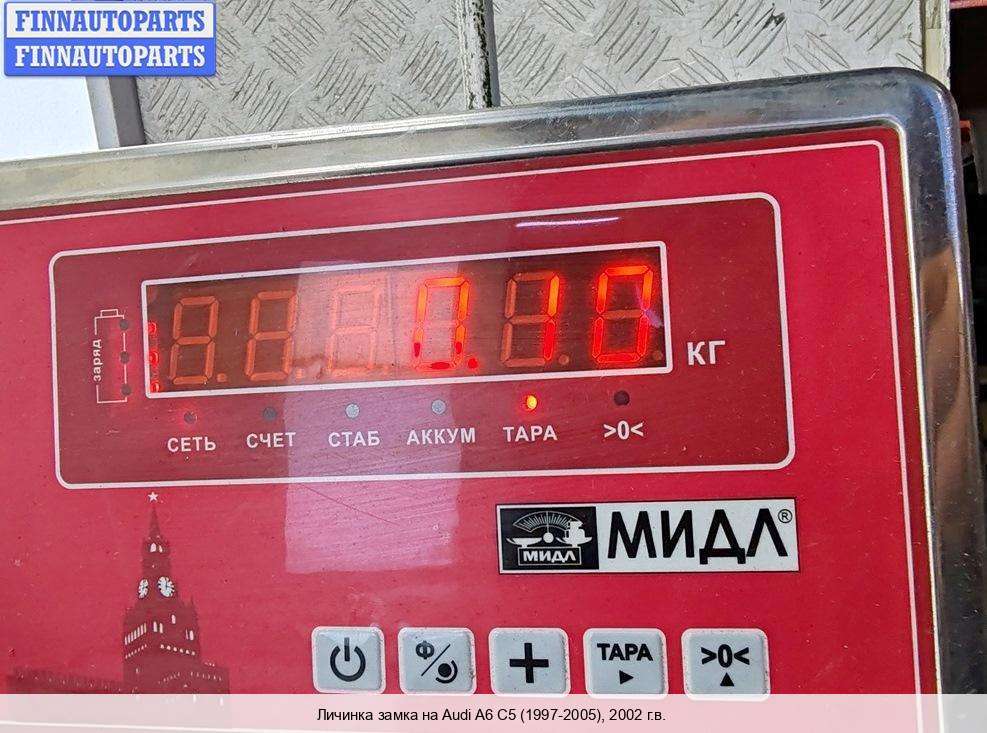 FINNAUTOPARTS
FINNAUTOPARTS
заряд
0.10
КГ
СЕТЬ СЧЕТ СТАБ АККУМ ТАРА >0<
МИДЛ
МИДЛ®
Ф
ТАРА >0<
Личинка замка на Audi A6 C5 (1997-2005), 2002 г.в.